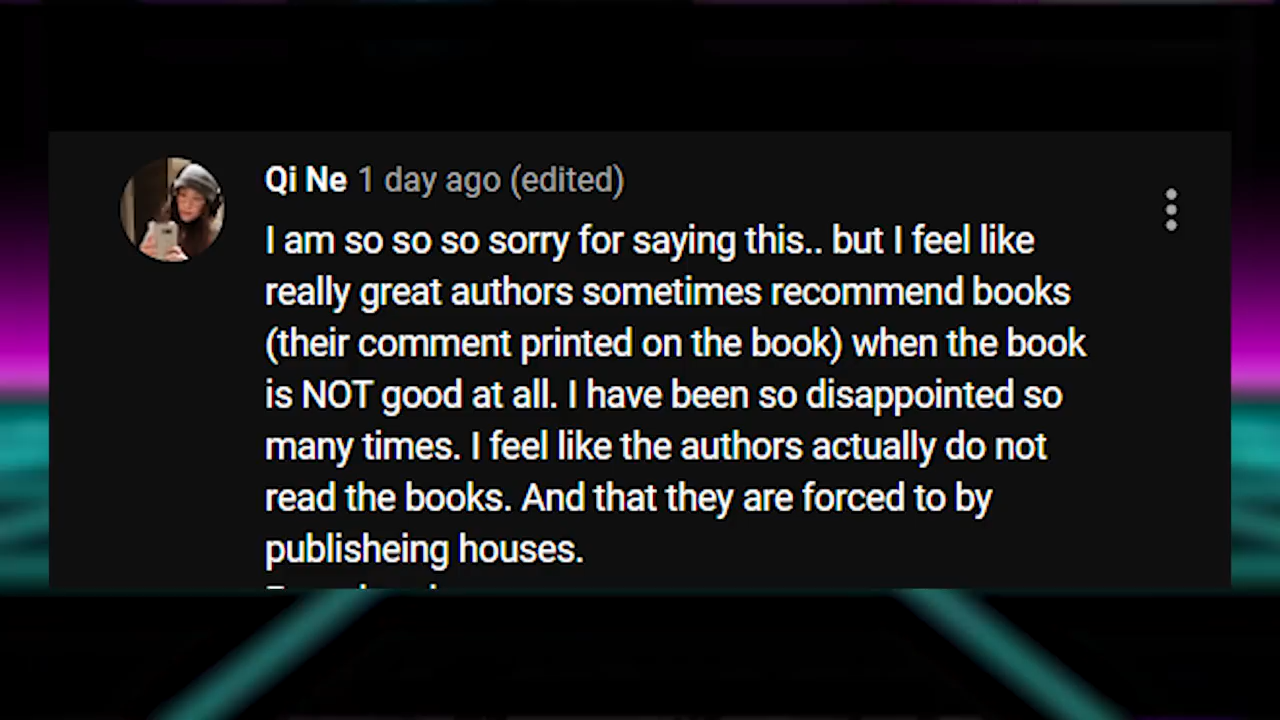 Qi Ne 1 day ago (edited)
I am so so so sorry for saying this.. but I feel like
really great authors sometimes recommend books
(their comment printed on the book) when the book
is NOT good at all. I have been so disappointed so
many times. I feel like the authors actually do not
read the books. And that they are forced to by
publisheing houses.